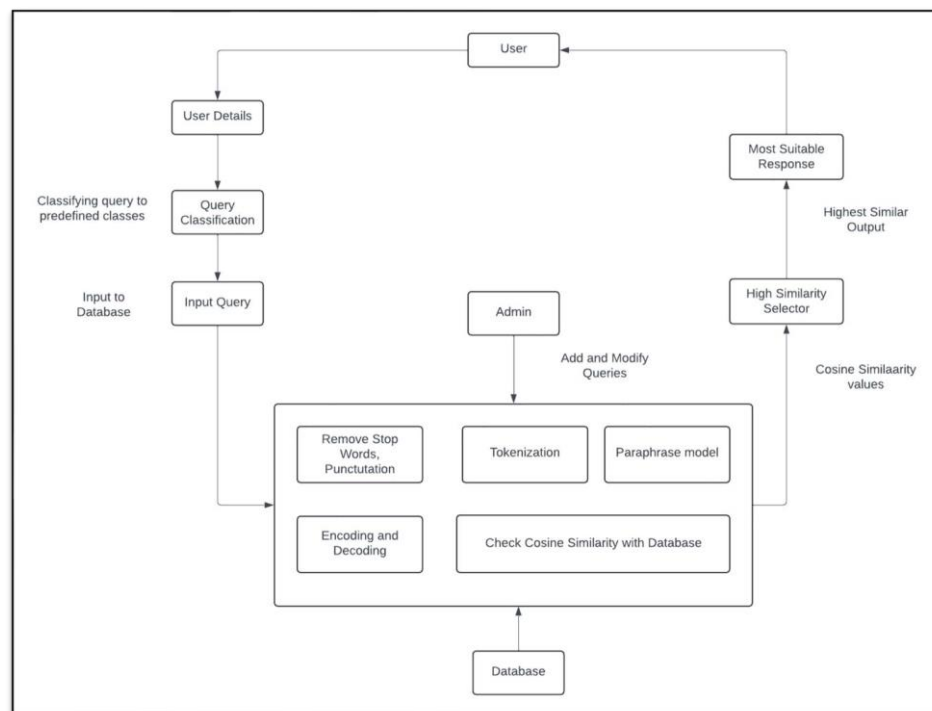 User
User Details
Classifying query to
predefined classes
Query
Classification
Input to
Database
Input Query
Admin
Add and Modify
Queries
Remove Stop
Words,
Punctutation
Tokenization
Paraphrase model
Encoding and
Decoding
Check Cosine Similarity with Database
Database
Cosine Similaarity
values
High Similarity
Selector
Highest Similar
Output
Most Suitable
Response